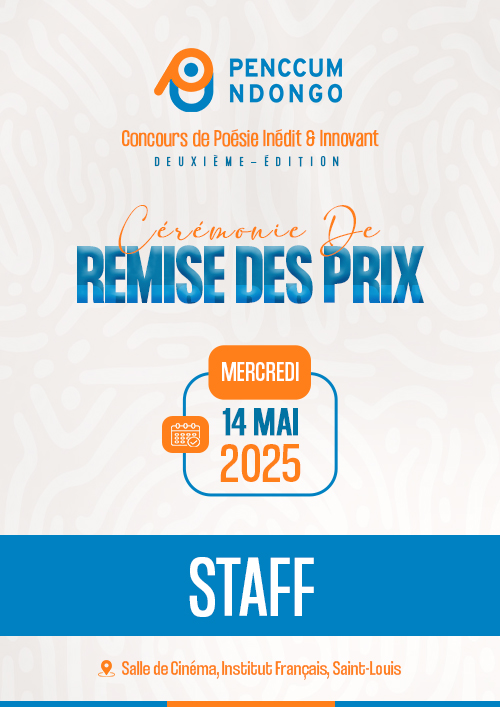 PENCCUM
NDONGO
Concours de Poésie Inédit & Innovant
DEUXIÈME-ÉDITION
Cérémonie De
REMISE DES PRIX
MERCREDI
14 MAI
2025
STAFF
Salle de Cinéma, Institut Français, Saint-Louis